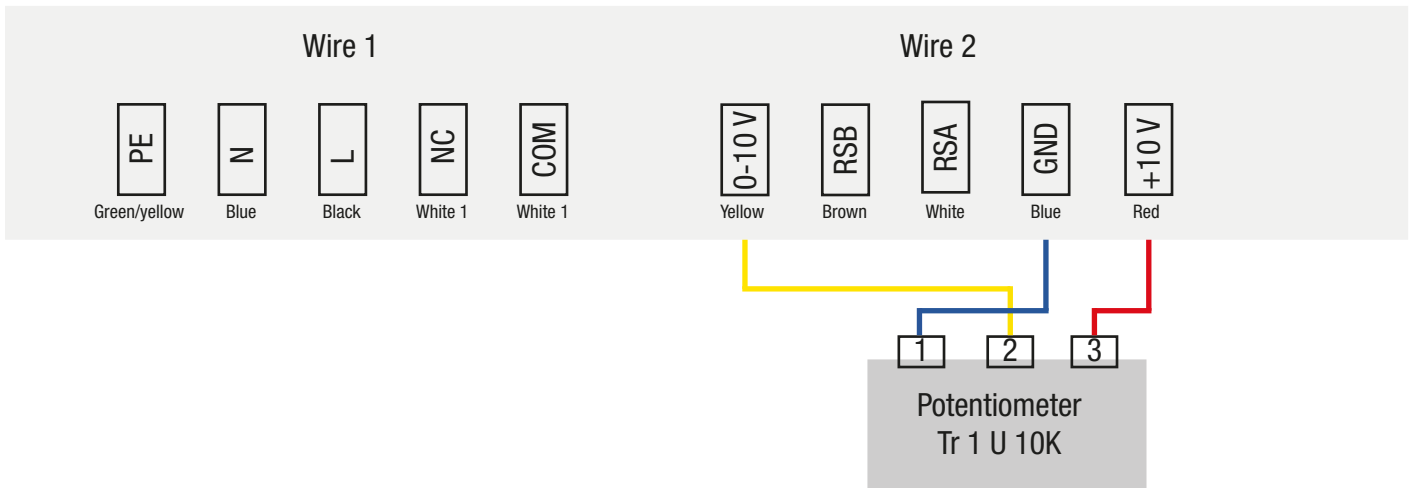 Wire 1
Wire 2
PE
N
L
NC
COM
0-10 V
RSB
RSA
GND
+10 V
Green/yellow
Blue
Black
White 1
White 1
Yellow
Brown
White
Blue
Red
1
2
3
Potentiometer
Tr 1 U 10K